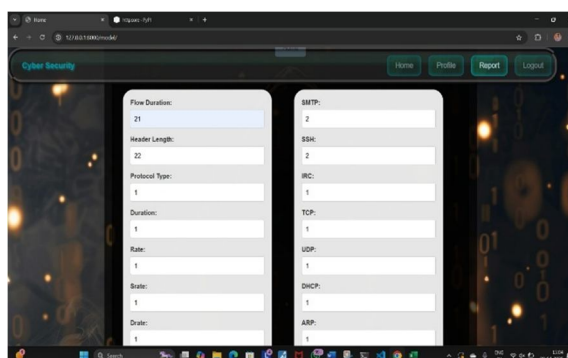 Home
127.0.0.1:8000/model/
Cyber Security
Home
Profile
Report
Logout
Flow Duration:
21
Header Length:
22
Protocol Type:
1
Duration:
1
Rate:
1
Srate:
1
Drate:
1
SMTP:
2
SSH:
2
IRC:
1
TCP:
1
UDP:
1
DHCP:
1
ARP:
1
Search
ENG